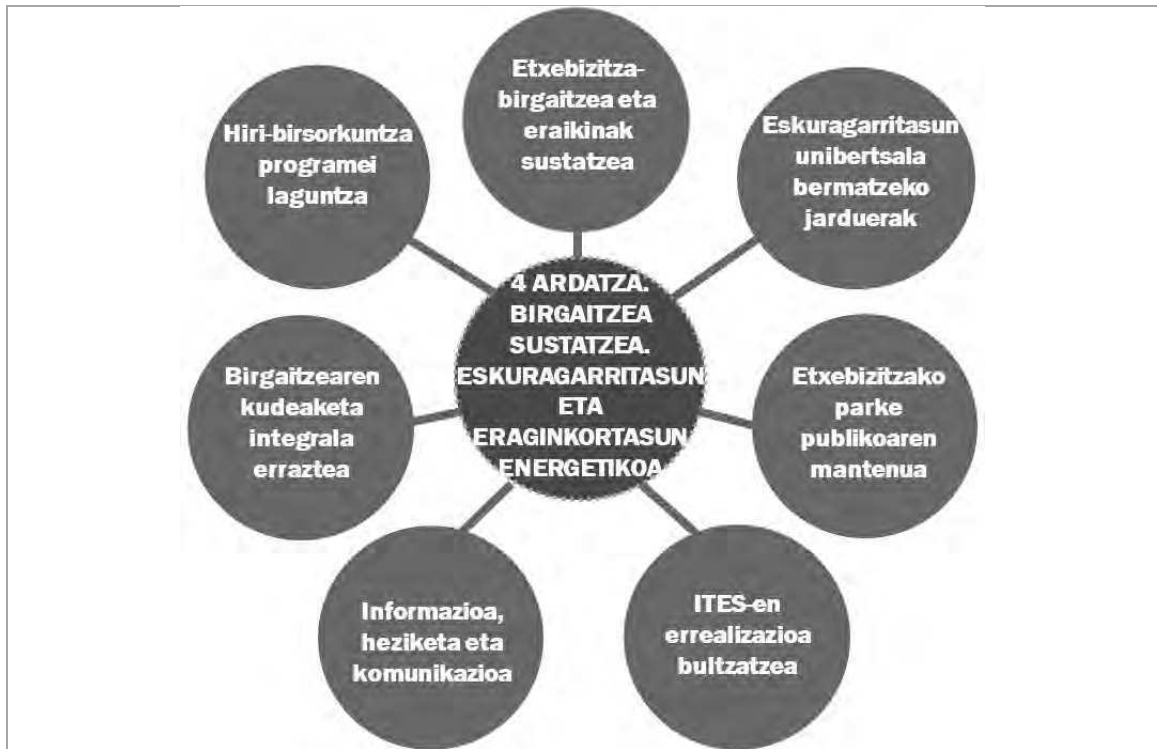 Etxebizitza-
birgaitzea eta
eraikinak
sustatzea
Eskuragarritasun
unibertsala
bermatzeko
jarduerak
Etxebizitzako
parke
publikoaren
mantenua
ITES-en
errealizazioa
bultzatzea
Informazioa,
heziketa eta
komunikazioa
Birgaitzearen
kudeaketa
integrala
erraztea
Hiri-birsorkuntza
programei
laguntza
4 ARDATZA.
BIRGAITZEA
SUSTATZEA.
ESKURAGARRITASUN
ETA
ERAGINKORTASUN
ENERGETIKOA